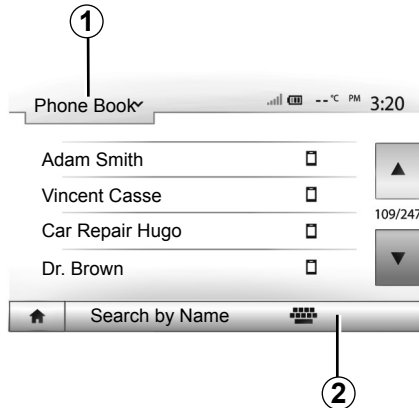 1
Phone Book
--°C PM 3:20
Adam Smith
Vincent Casse
109/247
Car Repair Hugo
Dr. Brown
Search by Name
2